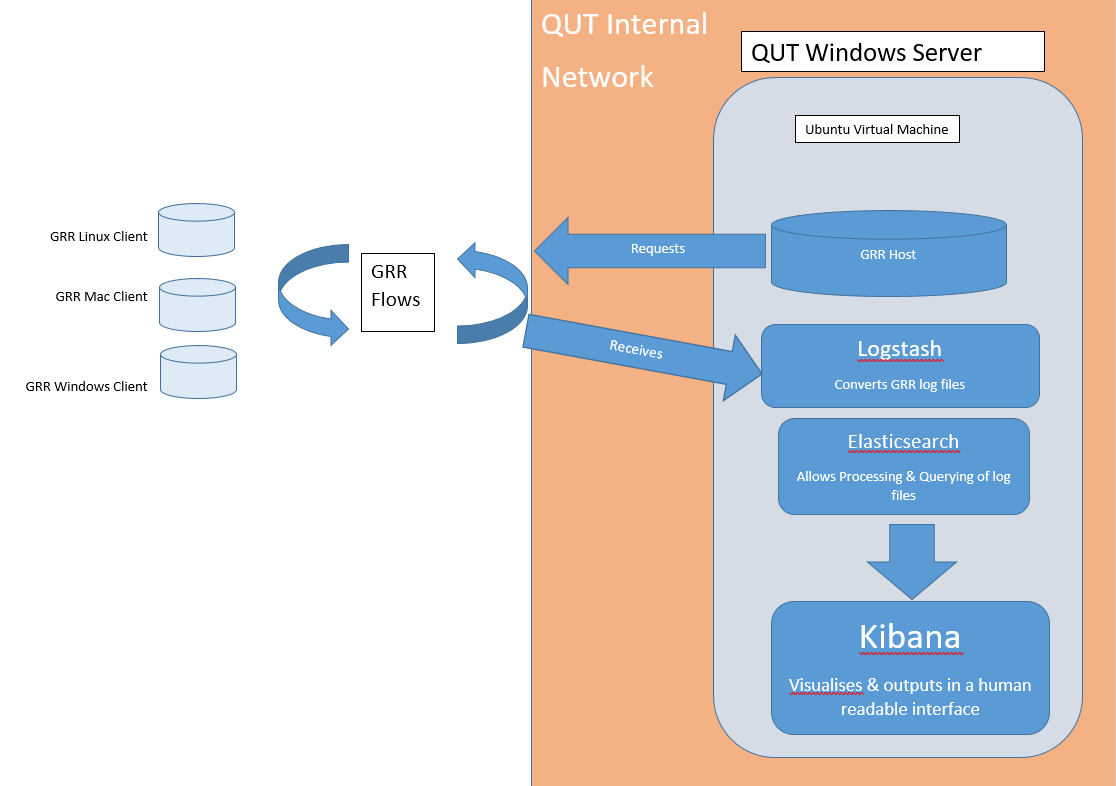 QUT Internal
Network
QUT Windows Server
Ubuntu Virtual Machine
GRR Linux Client
GRR Mac Client
GRR Windows Client
GRR
Flows
Requests
Receives
GRR Host
Logstash
Converts GRR log files
Elasticsearch
Allows Processing & Querying of log
files
Kibana
Visualises & outputs in a human
readable interface